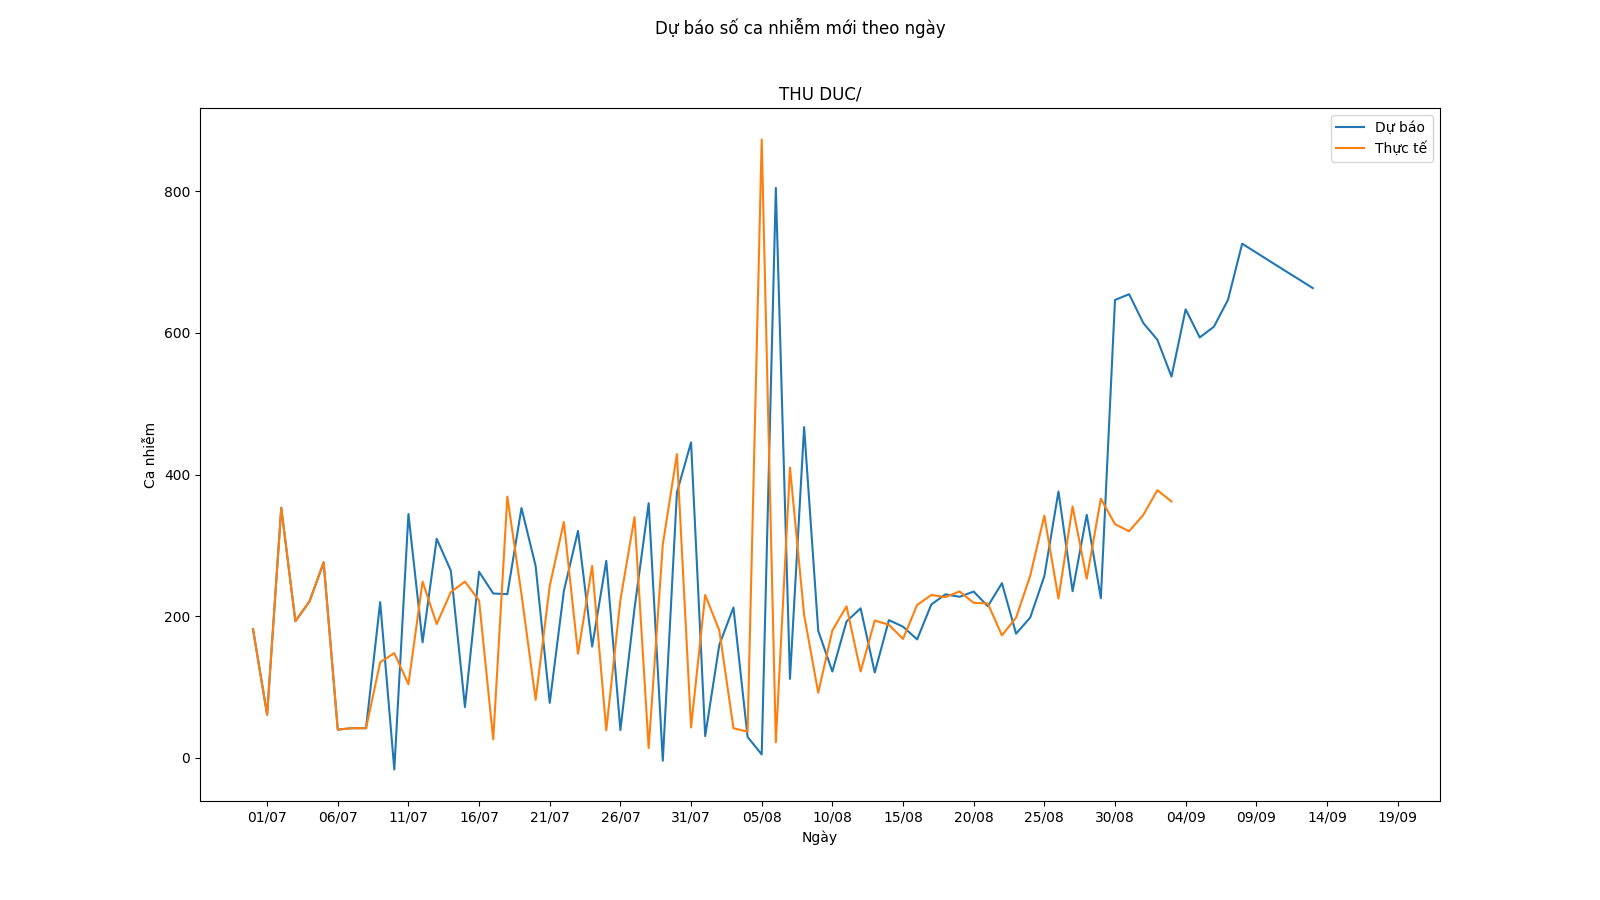 Dự báo số ca nhiễm mới theo ngày
THU DUC/
Dự báo
Thực tế
800
600
400
200
0
Ca nhiễm
01/07 06/07 11/07 16/07 21/07 26/07 31/07 05/08 10/08 15/08 20/08 25/08 30/08 04/09 09/09 14/09 19/09
Ngày